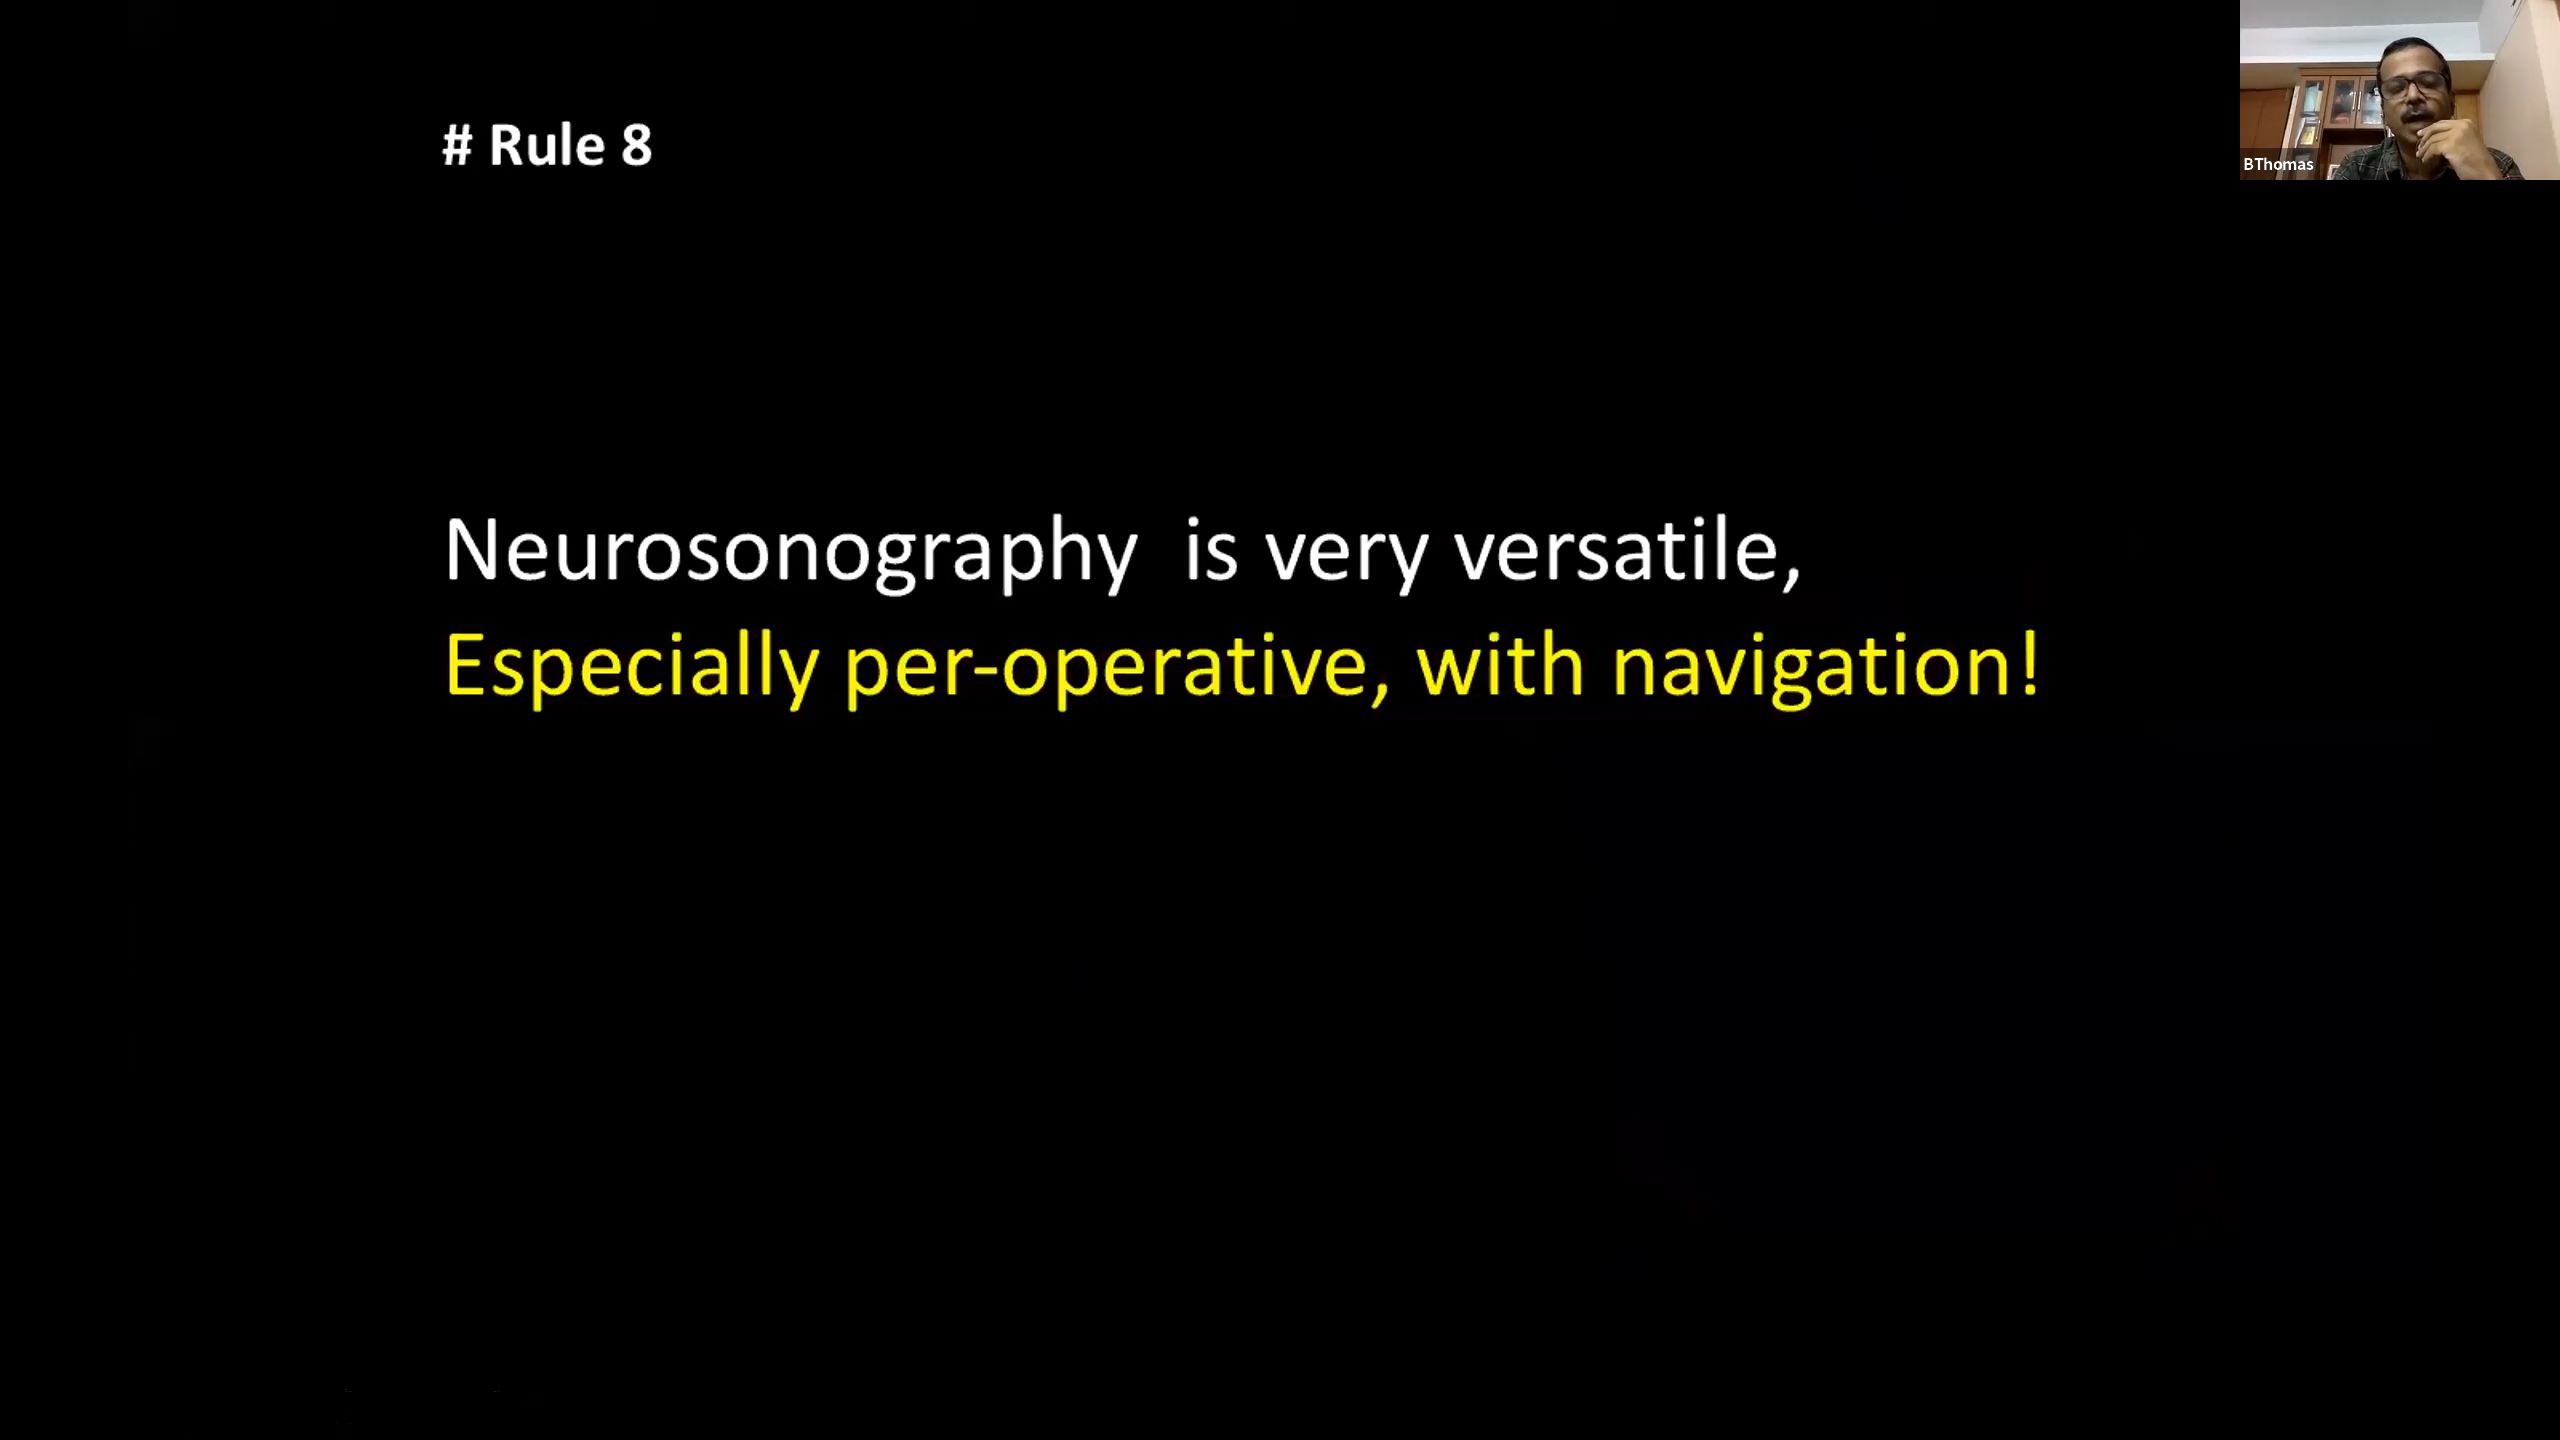 # Rule 8
BThomas
Neurosonography  is very versatile,
Especially per-operative, with navigation!